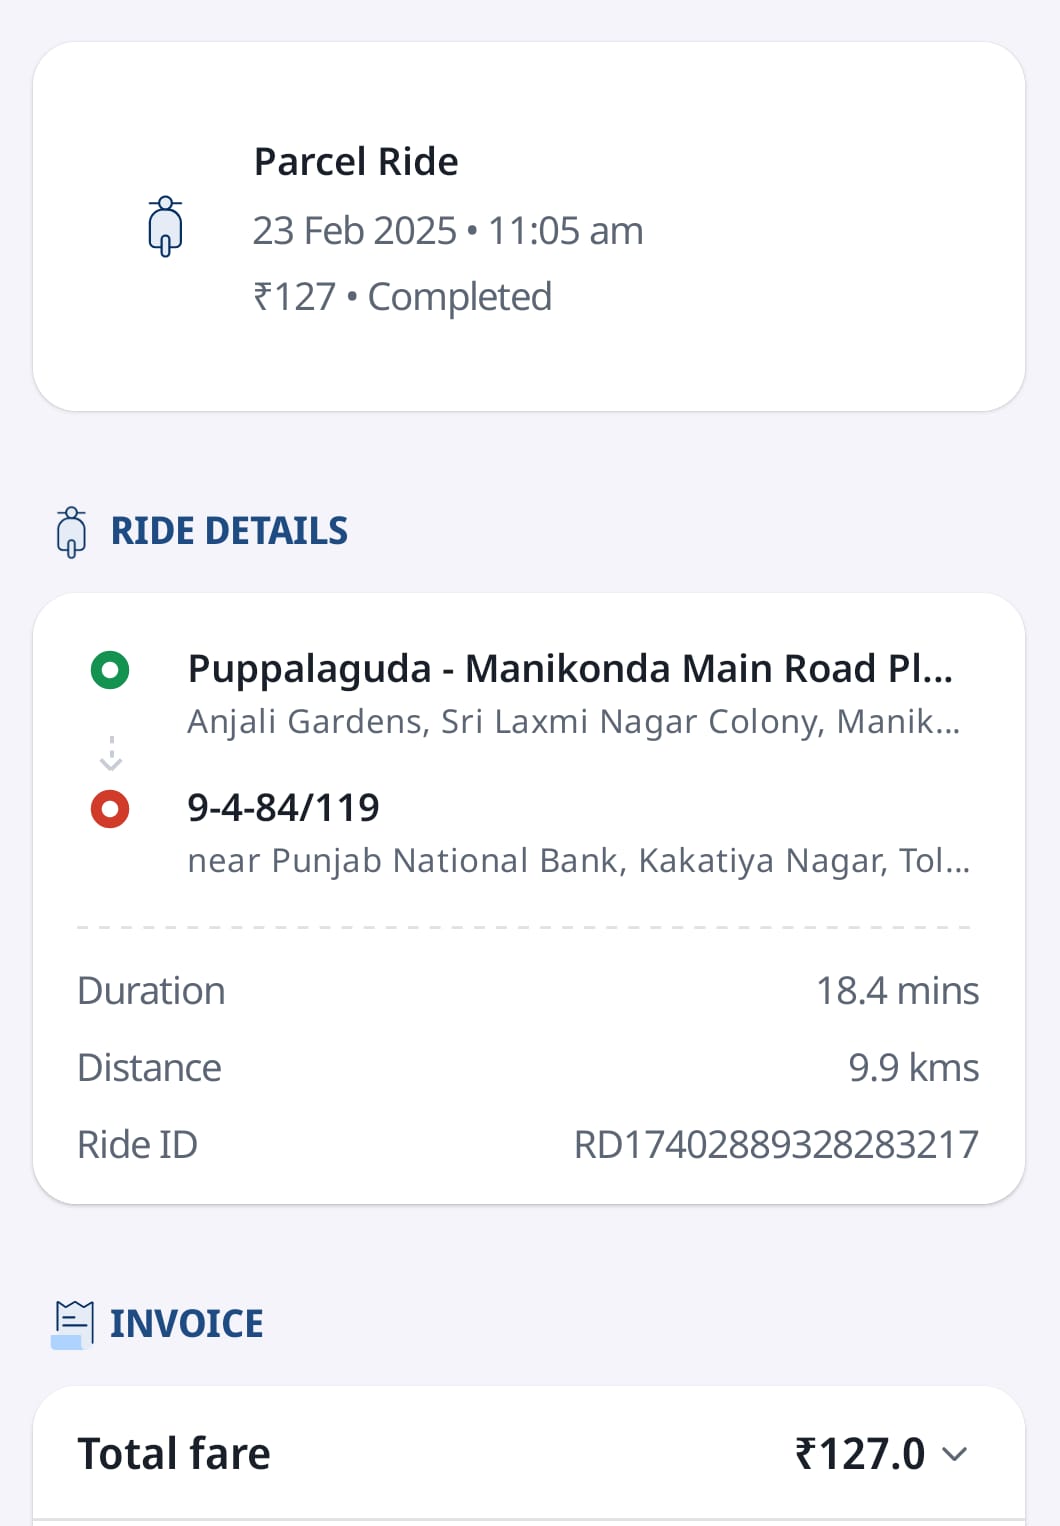 Parcel Ride
23 Feb 2025 • 11:05 am
₹127 • Completed
RIDE DETAILS
Puppalaguda - Manikonda Main Road Pl...
Anjali Gardens, Sri Laxmi Nagar Colony, Manik...
9-4-84/119
near Punjab National Bank, Kakatiya Nagar, Tol...
Duration 18.4 mins
Distance 9.9 kms
Ride ID RD17402889328283217
INVOICE
Total fare ₹127.0